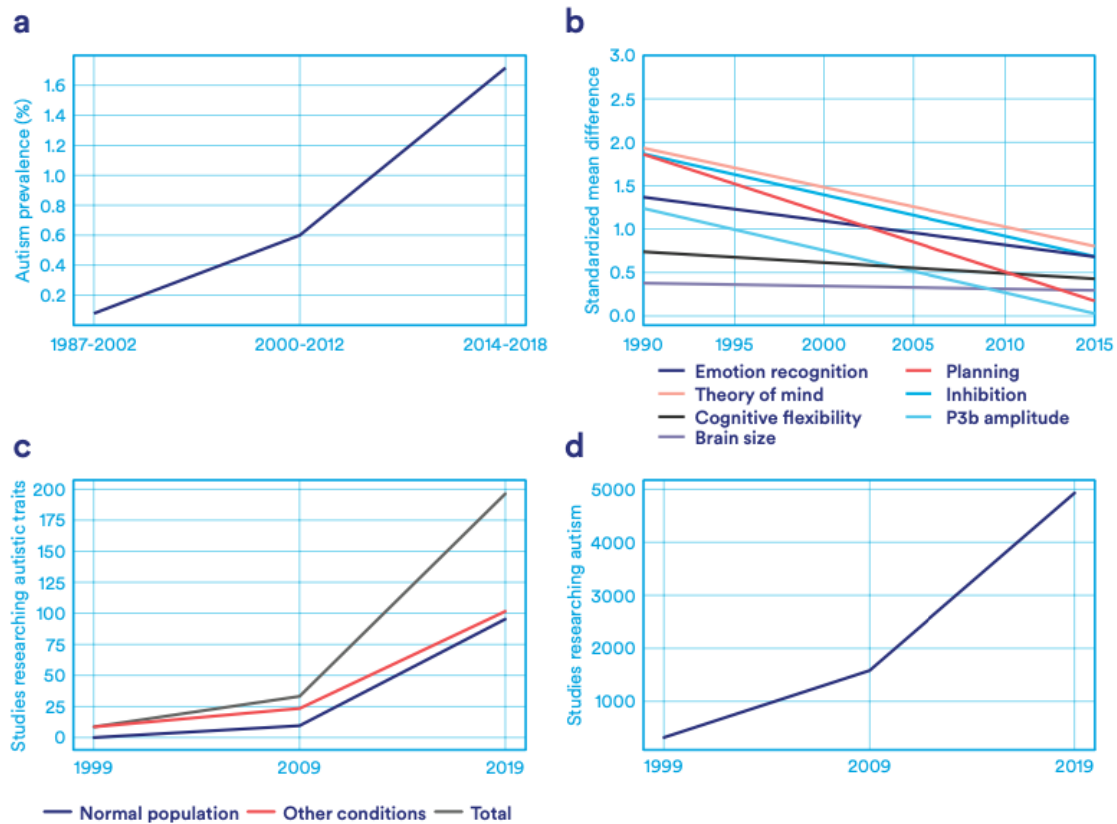 a
Autism prevalence (%)
1.6
1.4
1.2
1.0
0.8
0.6
0.4
0.2
1987-2002 2000-2012 2014-2018
b
Standardized mean difference
3.0
2.5
2.0
1.5
1.0
0.5
0.0
1990 1995 2000 2005 2010 2015
Emotion recognition Planning
Theory of mind Inhibition
Cognitive flexibility P3b amplitude
Brain size
c
Studies researching autistic traits
200
175
150
125
100
75
50
25
0
1999 2009 2019
Normal population Other conditions Total
d
Studies researching autism
5000
4000
3000
2000
1000
1999 2009 2019